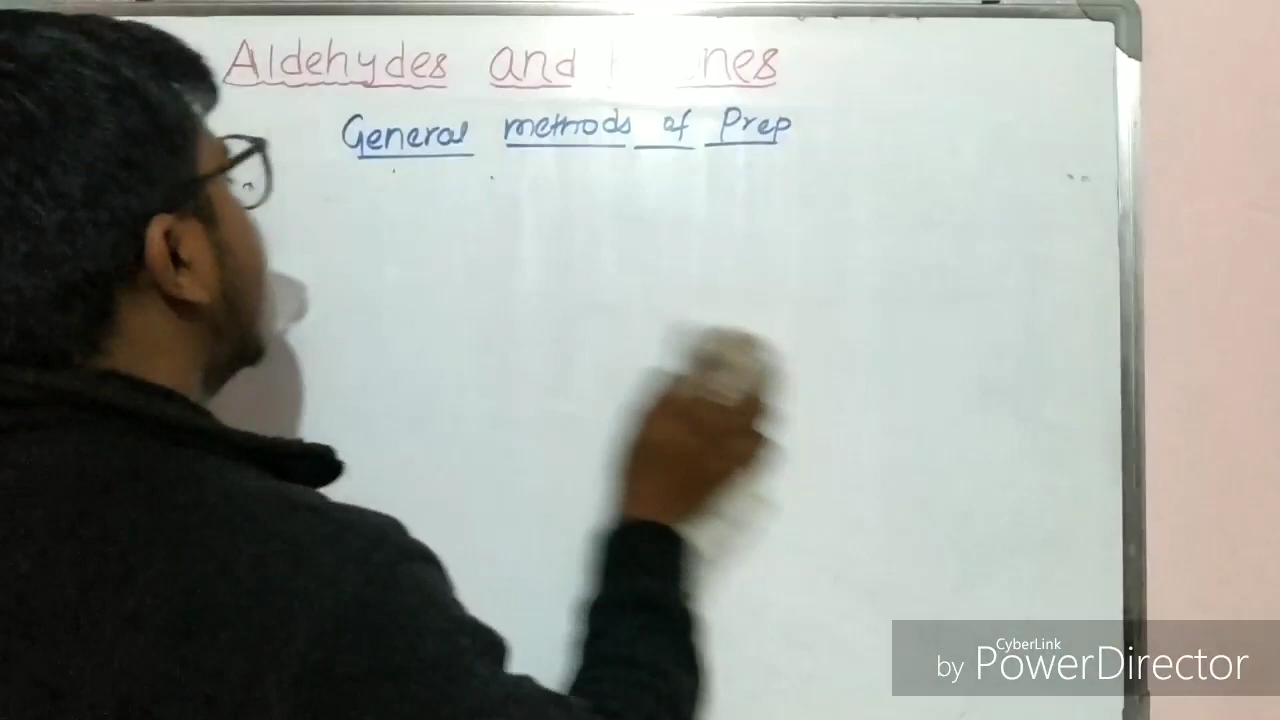 Aldehydes and nes
General methods of Prep
CyberLink
by PowerDirector